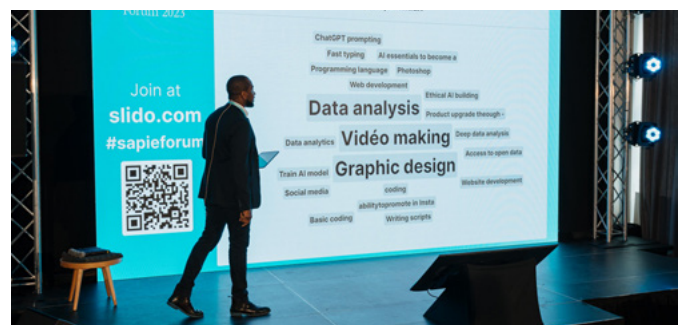 Forum 2023
Join at
slido.com
#sapieforum
ChatGPT prompting
Fast typing
AI essentials to become a
Programming language
Photoshop
Web development
Ethical AI building
Data analysis
Product upgrade theough -
Data analytics
Vidéo making
Deep data analysis
Access to open data
Train AI model
Graphic design
Website development
Social media
coding
abilitytopromote in Insta
Basic coding
Writing scripts